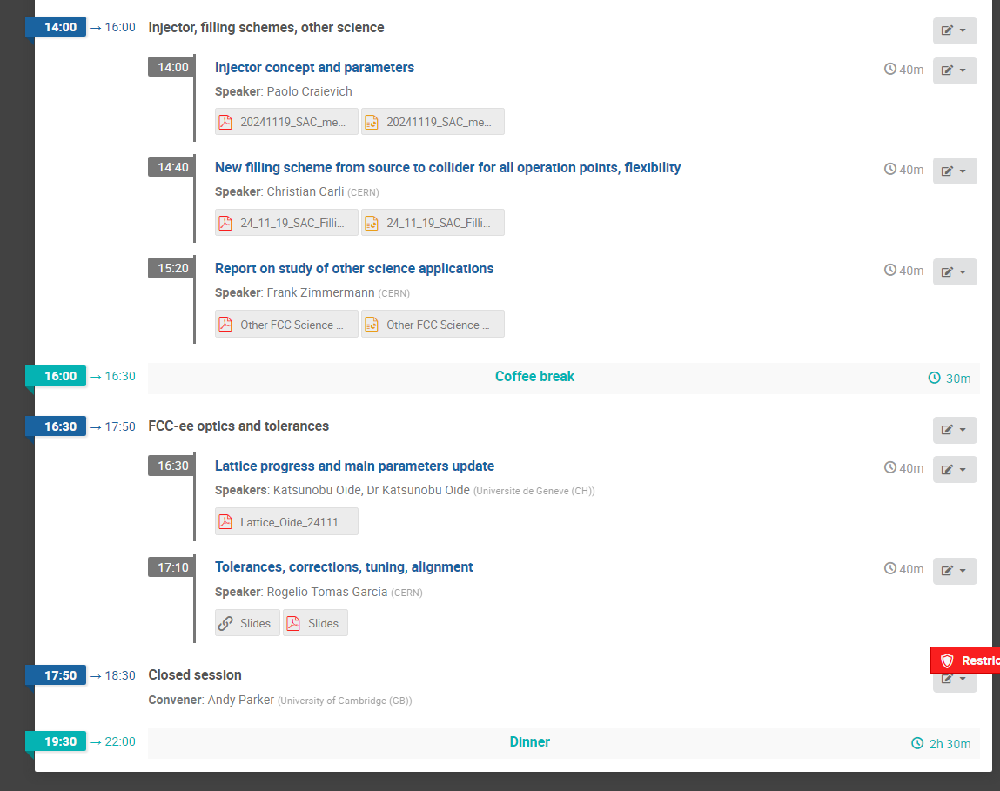 14:00 → 16:00 Injector, filling schemes, other science
14:00 Injector concept and parameters 40m
Speaker: Paolo Craievich
20241119_SAC_me... 20241119_SAC_me...
14:40 New filling scheme from source to collider for all operation points, flexibility 40m
Speaker: Christian Carli (CERN)
24_11_19_SAC_Filli... 24_11_19_SAC_Filli...
15:20 Report on study of other science applications 40m
Speaker: Frank Zimmermann (CERN)
Other FCC Science ... Other FCC Science ...
16:00 → 16:30 Coffee break 30m
16:30 → 17:50 FCC-ee optics and tolerances
16:30 Lattice progress and main parameters update 40m
Speakers: Katsunobu Oide, Dr Katsunobu Oide (Universite de Geneve (CH))
Lattice_Oide_24111...
17:10 Tolerances, corrections, tuning, alignment 40m
Speaker: Rogelio Tomas Garcia (CERN)
Slides Slides
Restric
17:50 → 18:30 Closed session
Convener: Andy Parker (University of Cambridge (GB))
19:30 → 22:00 Dinner 2h 30m